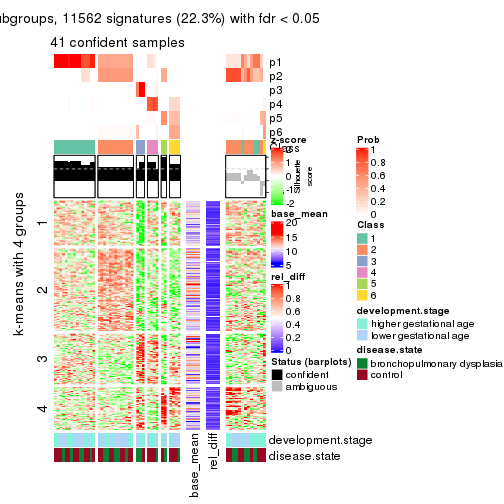 bgroups, 11562 signatures (22.3%) with fdr < 0.05
41 confident samples
p1
p2
p3
p4
p5
p6
Class
Silhouette
score
k-means with 4 groups
1
2
3
4
z-score
2
1
0
-1
-2
base_mean
20
15
10
5
rel_diff
1
0.8
0.6
0.4
0.2
0
Status (barplots)
confident
ambiguous
Prob
1
0.8
0.6
0.4
0.2
0
Class
1
2
3
4
5
6
development.stage
higher gestational age
lower gestational age
disease.state
bronchopulmonary dysplasia
control
development.stage
disease.state
base_mean
rel_diff